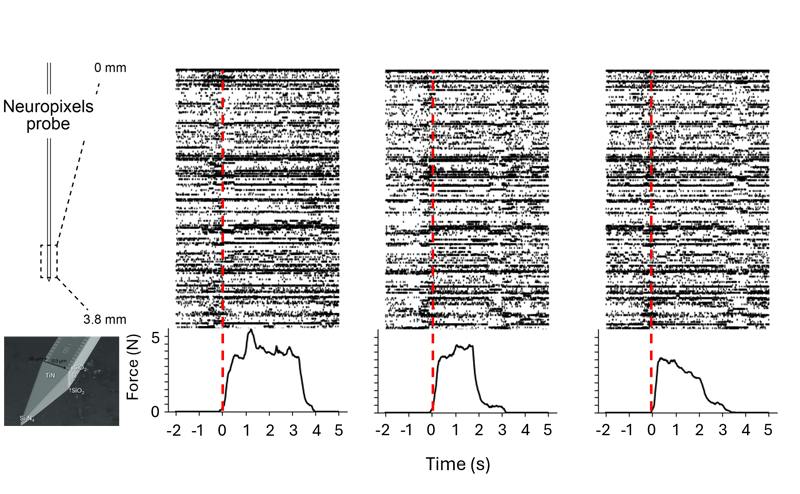 0 mm
Neuropixels
probe
3.8 mm
TiN
SiO₂
Force (N)
5
0
-2 -1 0 1 2 3 4 5
-2 -1 0 1 2 3 4 5
-2 -1 0 1 2 3 4 5
Time (s)